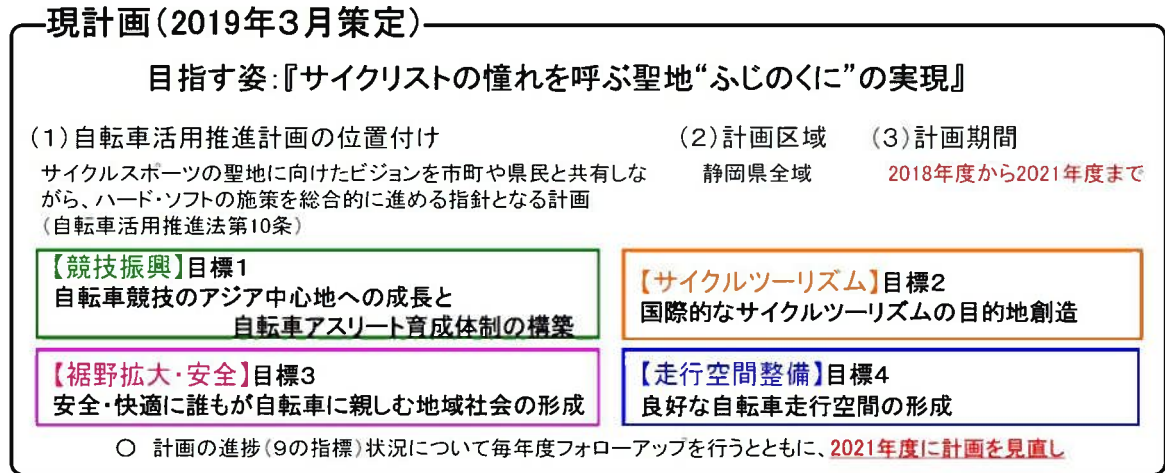 現計画(2019年3月策定)
目指す姿:『サイクリストの憧れを呼ぶ聖地“ふじのくに”の実現』
(1)自転車活用推進計画の位置付け
サイクルスポーツの聖地に向けたビジョンを市町や県民と共有しな
がら、ハード・ソフトの施策を総合的に進める指針となる計画
(自転車活用推進法第10条)
(2)計画区域
静岡県全域
(3)計画期間
2018年度から2021年度まで
【競技振興】目標1
自転車競技のアジア中心地への成長と
自転車アスリート育成体制の構築
【サイクルツーリズム】目標2
国際的なサイクルツーリズムの目的地創造
【裾野拡大・安全】目標3
安全・快適に誰もが自転車に親しむ地域社会の形成
【走行空間整備】目標4
良好な自転車走行空間の形成
○ 計画の進捗(9の指標)状況について毎年度フォローアップを行うとともに、2021年度に計画を見直し